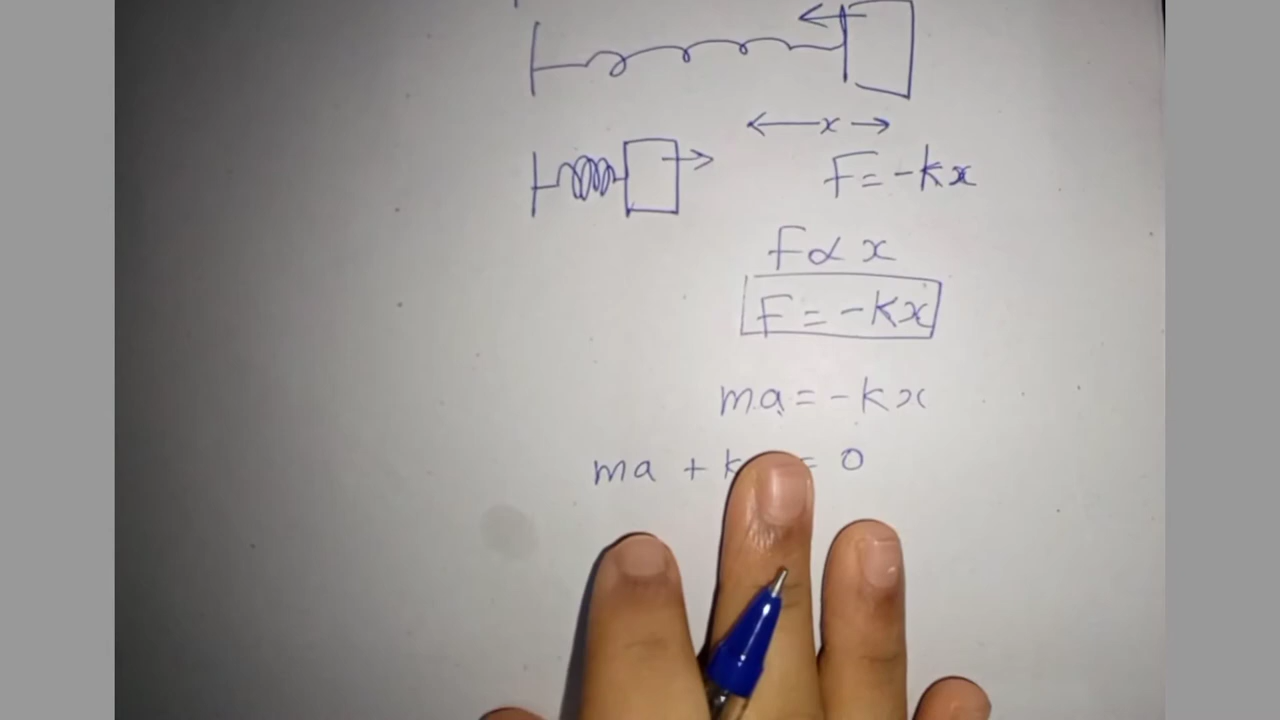 x
F = -kx
F ∝ x
F = -kx
ma = -kx
ma + k = 0